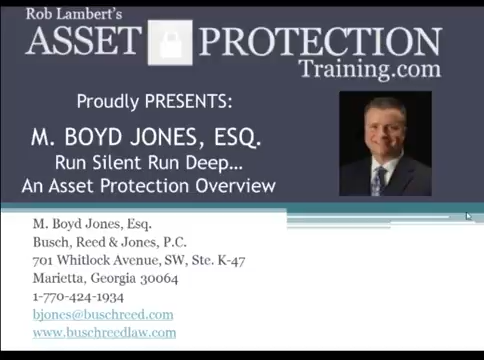 Rob Lambert's
ASSET PROTECTION
Training.com
Proudly PRESENTS:
M. BOYD JONES, ESQ.
Run Silent Run Deep...
An Asset Protection Overview
M. Boyd Jones, Esq.
Busch, Reed & Jones, P.C.
701 Whitlock Avenue, SW, Ste. K-47
Marietta, Georgia 30064
1-770-424-1934
bjones@buschreed.com
www.buschreedlaw.com